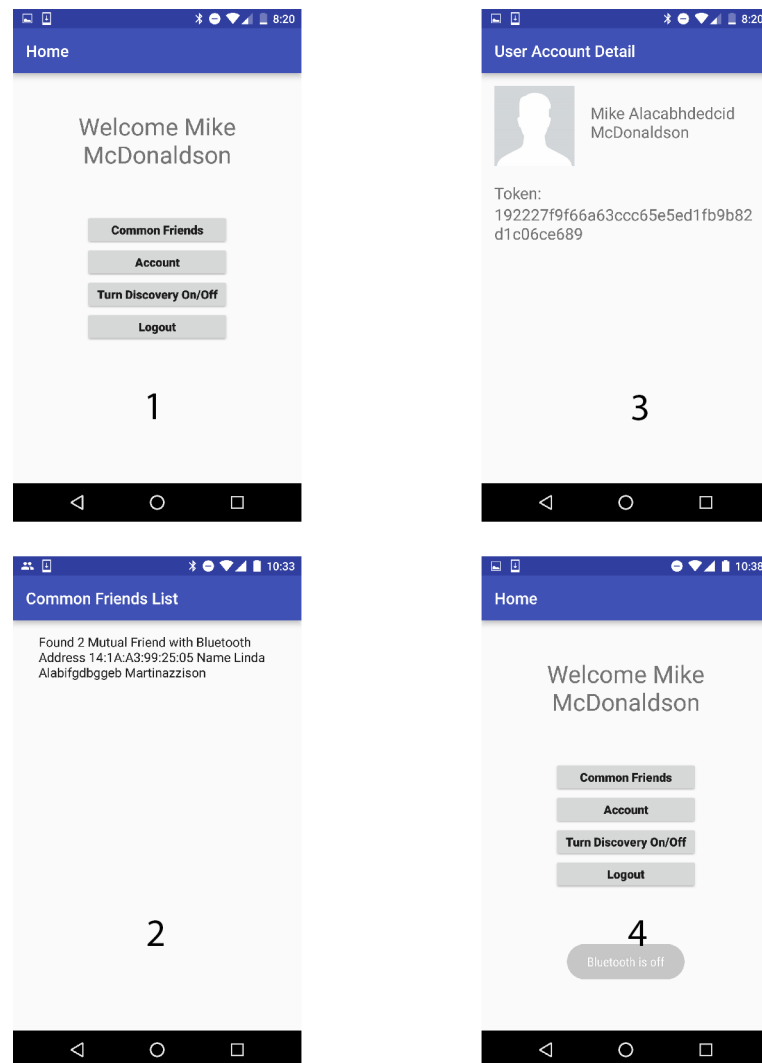 8:20
Home
Welcome Mike
McDonaldson
Common Friends
Account
Turn Discovery On/Off
Logout
1
10:33
Common Friends List
Found 2 Mutual Friend with Bluetooth
Address 14:1A:A3:99:25:05 Name Linda
Alabifgdbggeb Martinazzison
2
8:20
User Account Detail
Mike Alacabhdedcid
McDonaldson
Token:
192227f9f66a63ccc65e5ed1fb9b82
d1c06ce689
3
10:38
Home
Welcome Mike
McDonaldson
Common Friends
Account
Turn Discovery On/Off
Logout
4
Bluetooth is off